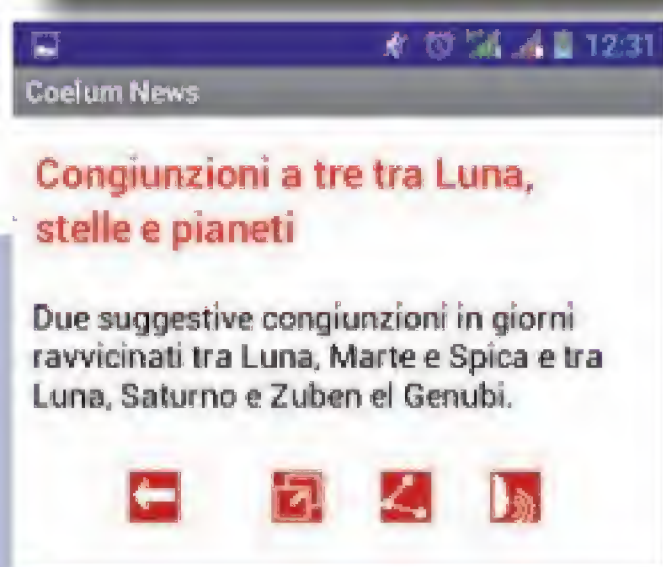 12:31
Coelum News
Congiunzioni a tre tra Luna,
stelle e pianeti
Due suggestive congiunzioni in giorni
ravvicinati tra Luna, Marte e Spica e tra
Luna, Saturno e Zuben el Genubi.